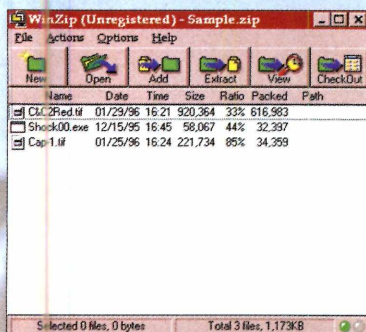 WinZip (Unregistered) - Sample.zip
File Actions Options Help
New Open Add Extract View CheckOut
Name Date Time Size Ratio Packed Path
C&C2Red.tif 01/29/96 16:21 920,364 33% 616,983
Shock00.exe 12/15/95 16:45 58,067 44% 32,397
Cap-1.tif 01/25/96 16:24 221,734 85% 34,359
Selected 0 files, 0 bytes Total 3 files, 1,173KB